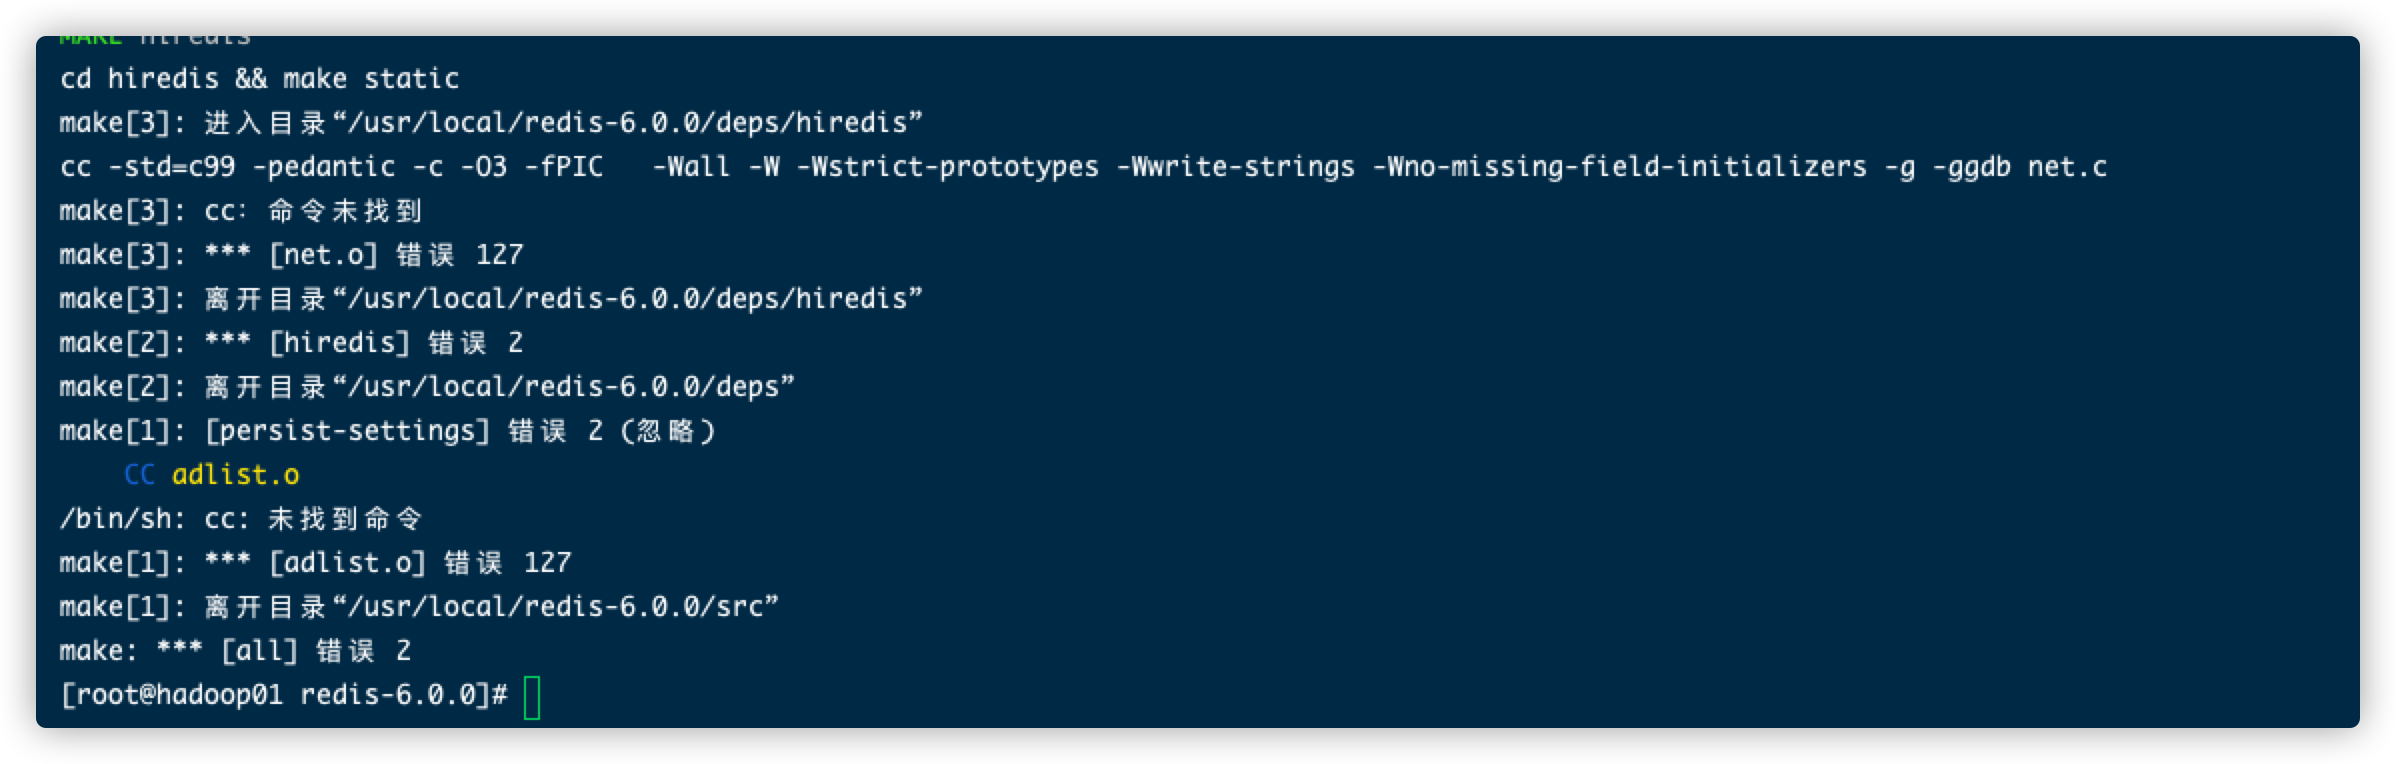 MAKE hiredis
cd hiredis && make static
make[3]: 进入目录“/usr/local/redis-6.0.0/deps/hiredis”
cc -std=c99 -pedantic -c -O3 -fPIC   -Wall -W -Wstrict-prototypes -Wwrite-strings -Wno-missing-field-initializers -g -ggdb net.c
make[3]: cc：命令未找到
make[3]: *** [net.o] 错误 127
make[3]: 离开目录“/usr/local/redis-6.0.0/deps/hiredis”
make[2]: *** [hiredis] 错误 2
make[2]: 离开目录“/usr/local/redis-6.0.0/deps”
make[1]: [persist-settings] 错误 2 (忽略)
    CC adlist.o
/bin/sh: cc: 未找到命令
make[1]: *** [adlist.o] 错误 127
make[1]: 离开目录“/usr/local/redis-6.0.0/src”
make: *** [all] 错误 2
[root@hadoop01 redis-6.0.0]#